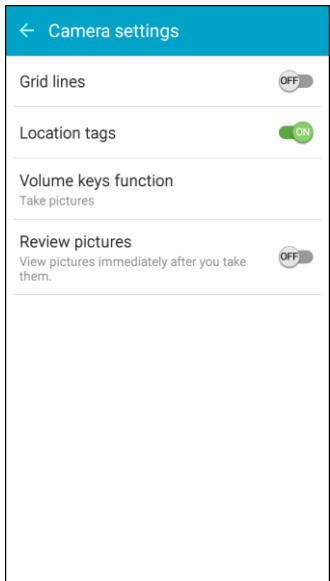 Camera settings
Grid lines
OFF
Location tags
ON
Volume keys function
Take pictures
Review pictures
View pictures immediately after you take
them.
OFF